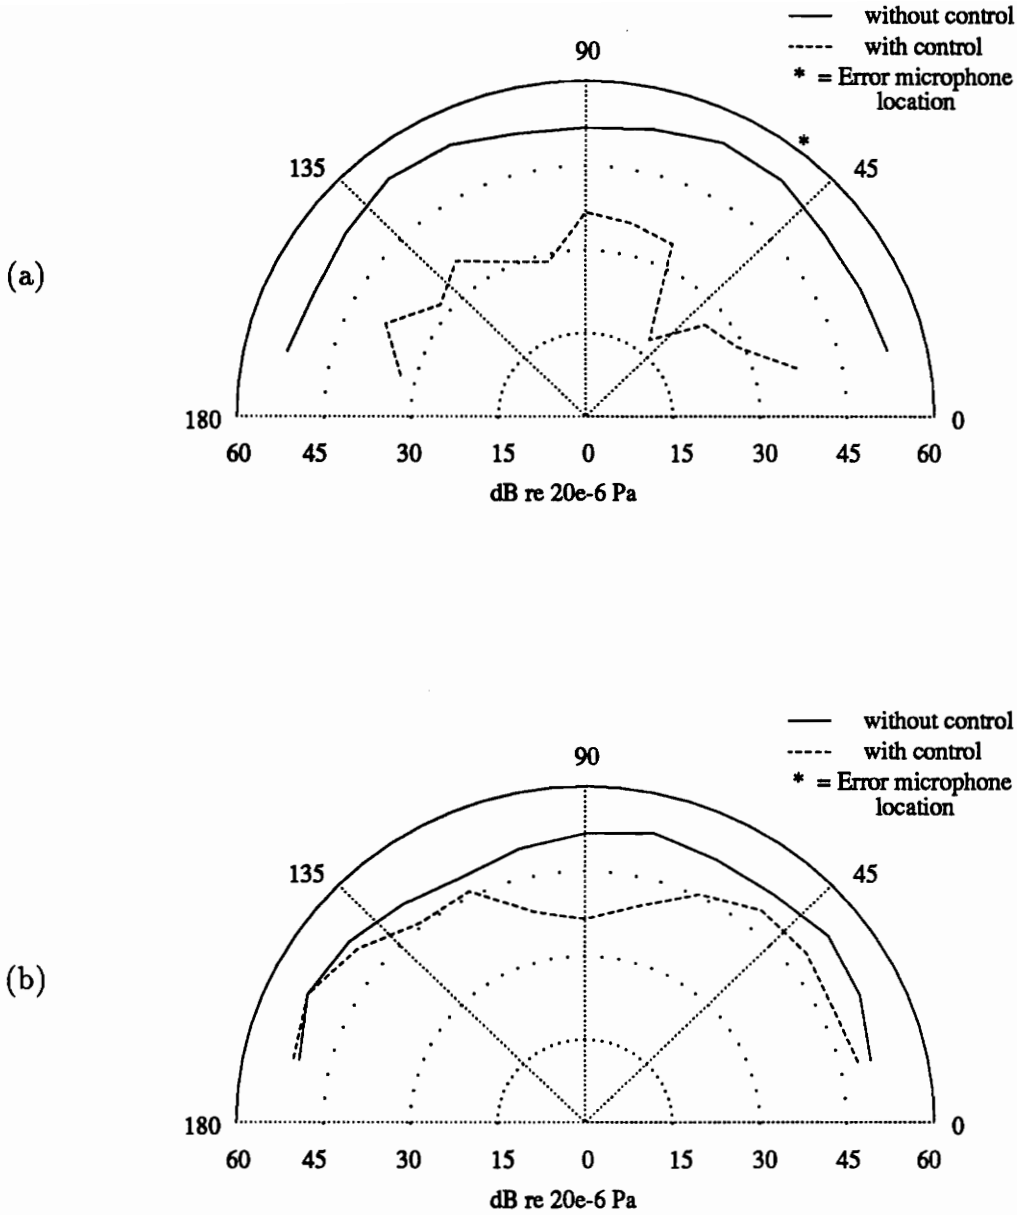 without control
with control
* = Error microphone
location
90
*
135
45
(a)
180
0
60 45 30 15 0 15 30 45 60
dB re 20e-6 Pa
without control
with control
* = Error microphone
location
90
135
45
(b)
180
0
60 45 30 15 0 15 30 45 60
dB re 20e-6 Pa